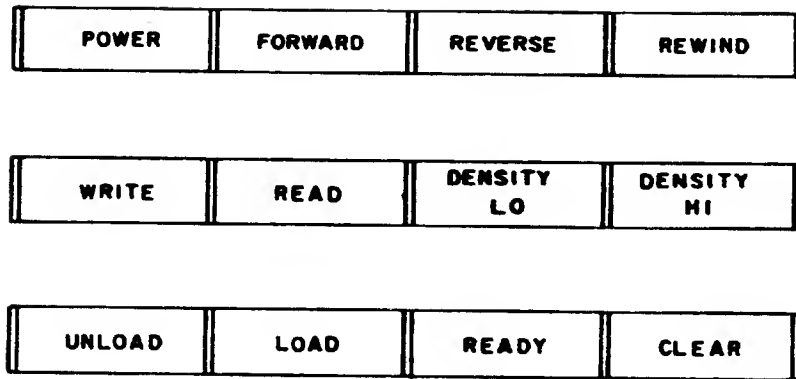 POWER FORWARD REVERSE REWIND
WRITE READ DENSITY LO DENSITY HI
UNLOAD LOAD READY CLEAR